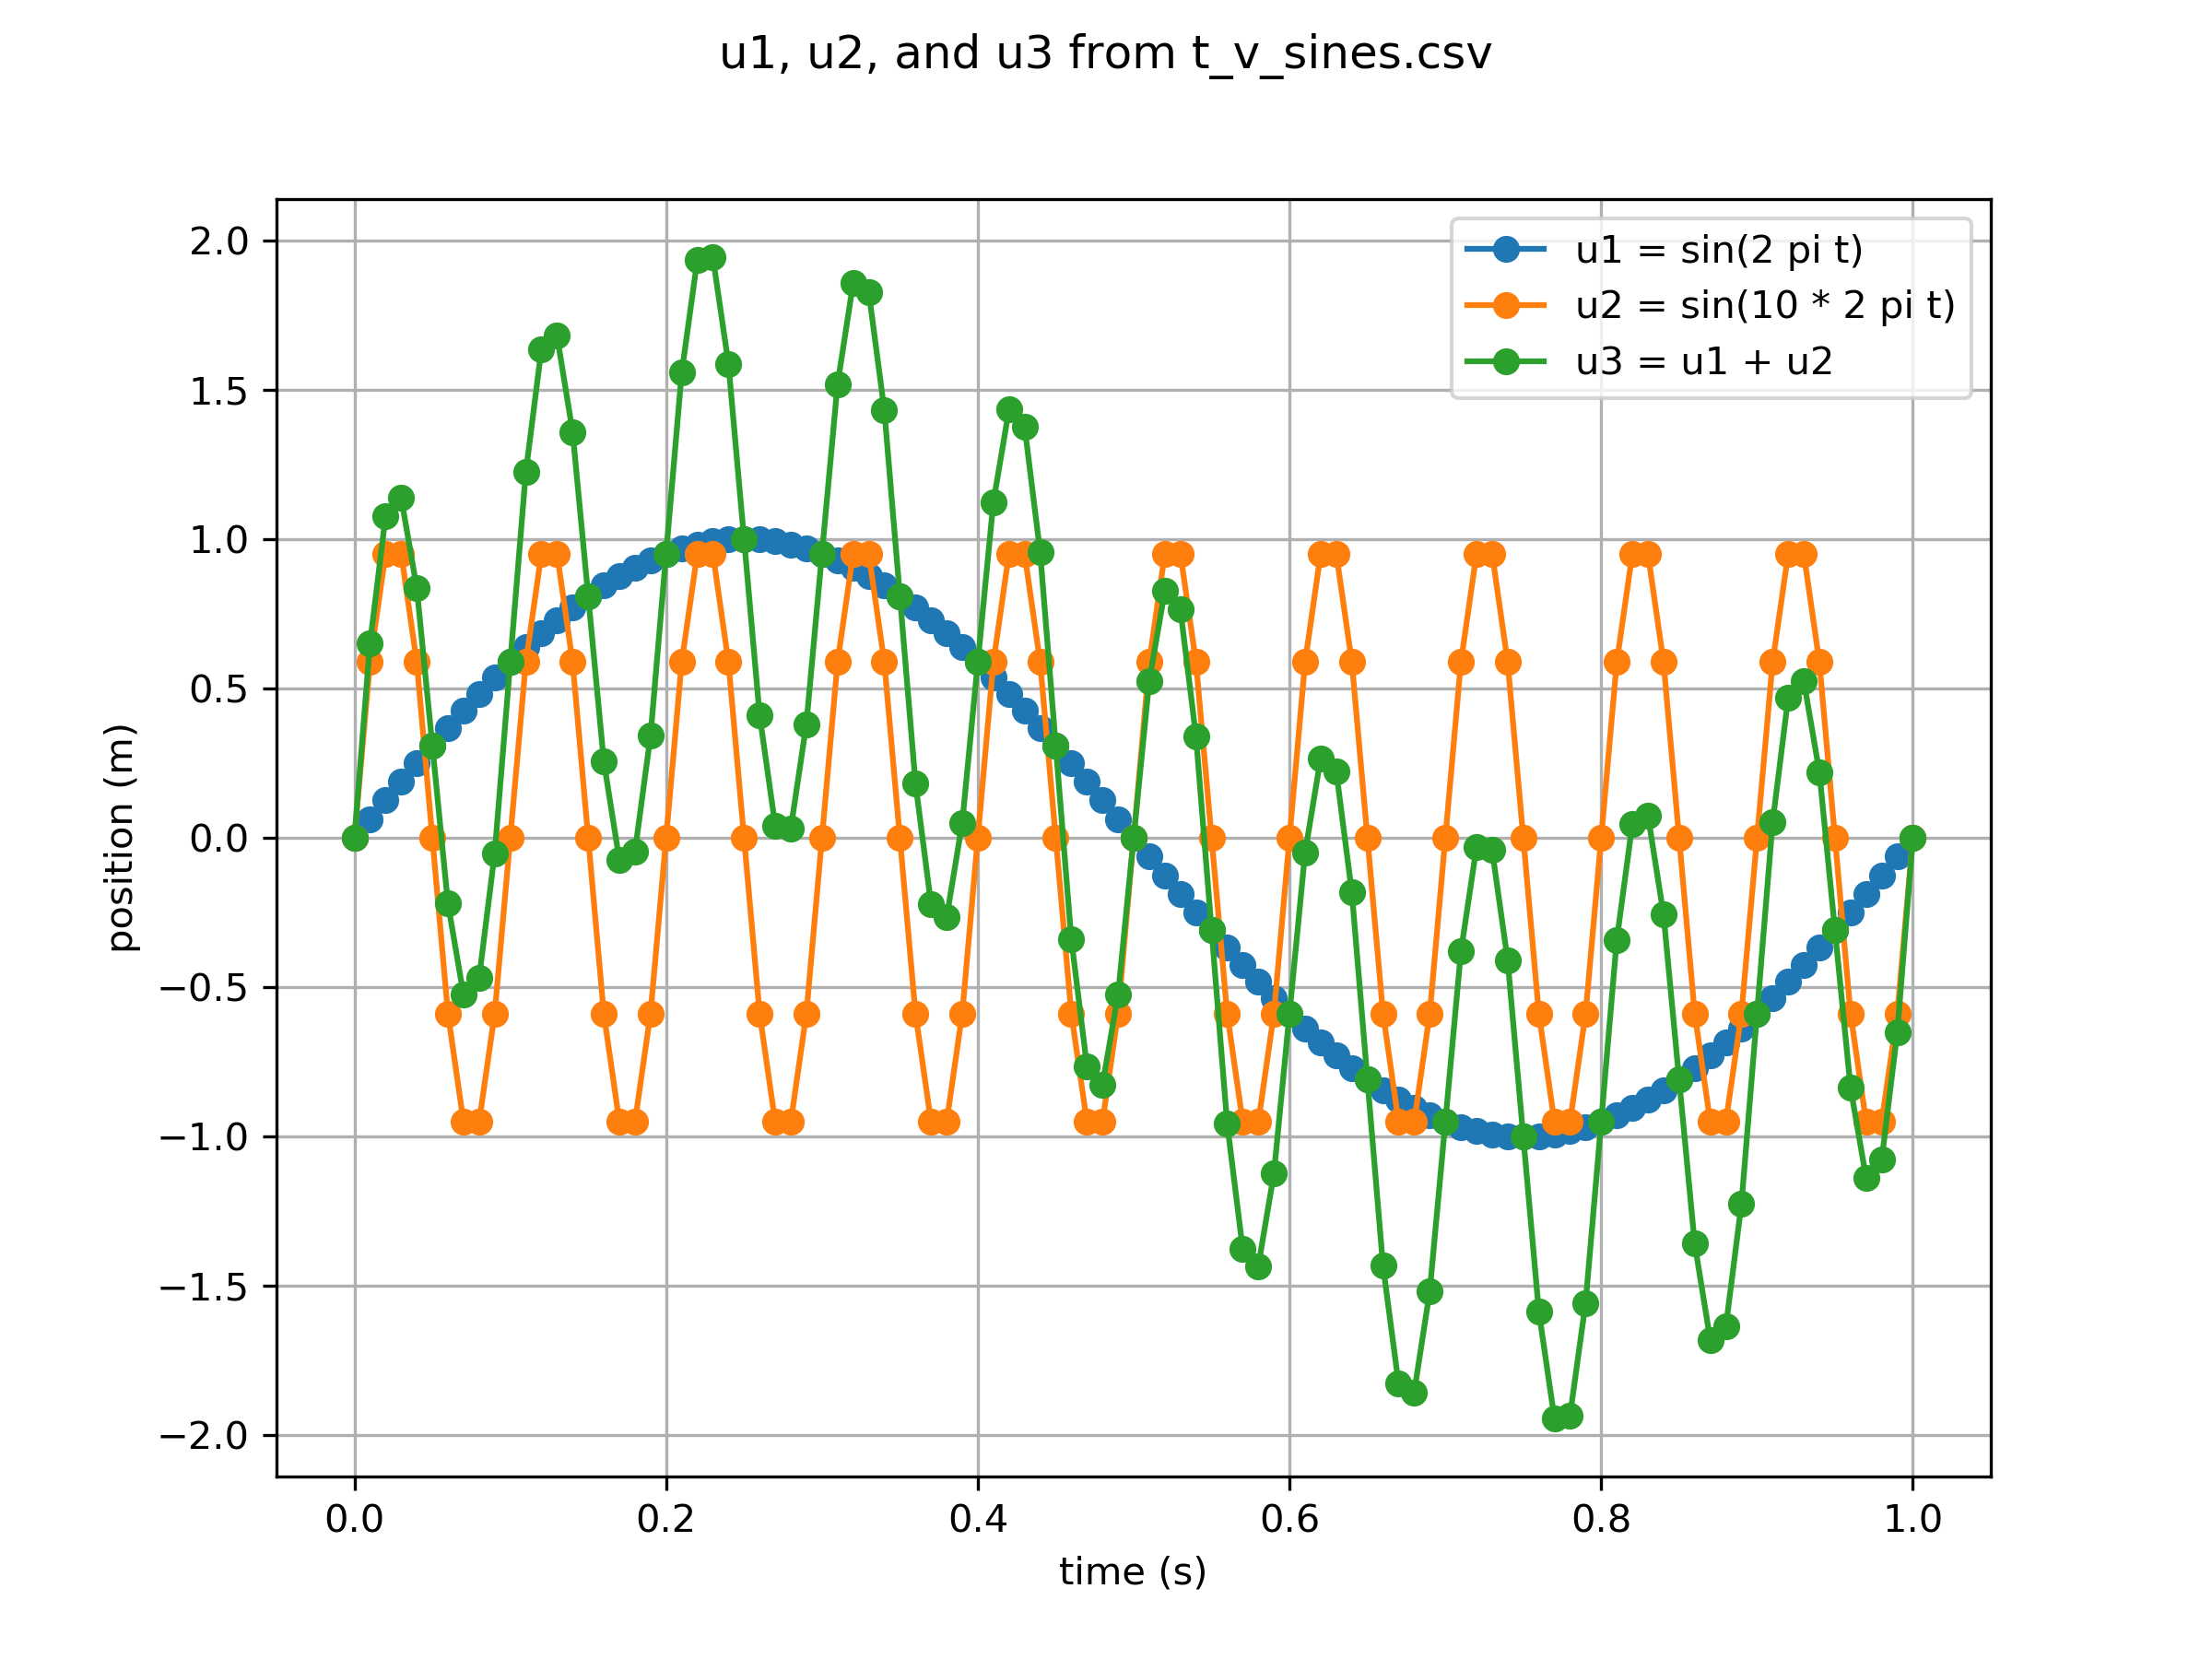 u1, u2, and u3 from t_v_sines.csv
u1 = sin(2 pi t)
u2 = sin(10 * 2 pi t)
u3 = u1 + u2
2.0
1.5
1.0
0.5
0.0
−0.5
−1.0
−1.5
−2.0
position (m)
0.0 0.2 0.4 0.6 0.8 1.0
time (s)